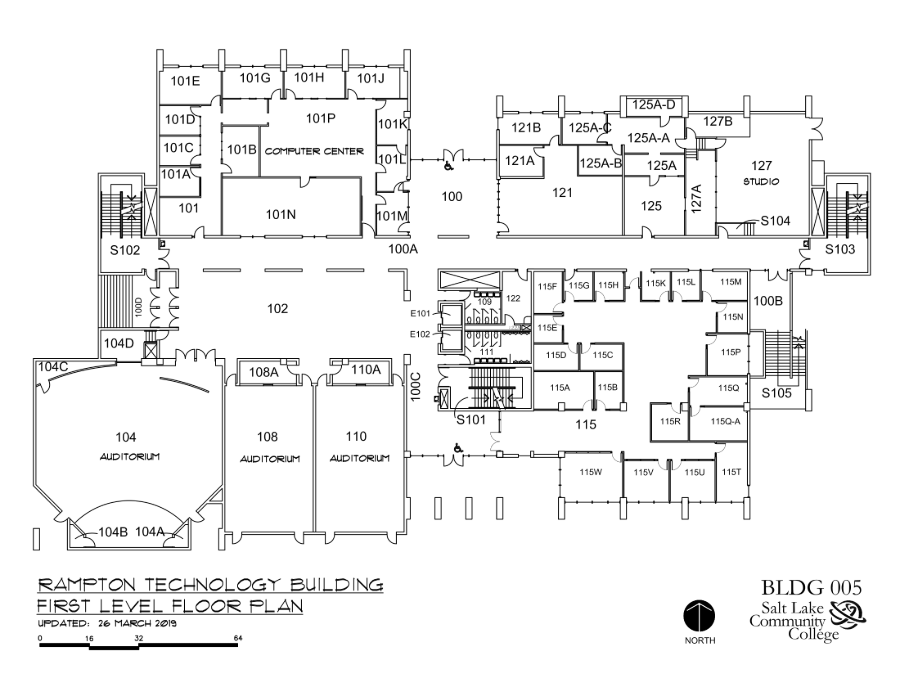 101E
101G
101H
101J
101D
101P
101K
101C
101B
COMPUTER CENTER
101L
101A
101
101N
101M
100
100A
121B
125A-C
125A-D
127B
125A-A
121A
125A-B
125A
127
STUDIO
121
125
127A
S104
S102
S103
102
100D
104D
E101
E102
109
122
111
115F
115G
115H
115K
115L
115M
100B
115E
115N
115D
115C
115P
104C
108A
110A
100C
115A
115B
115Q
S105
S101
115
115R
115Q-A
104
AUDITORIUM
108
AUDITORIUM
110
AUDITORIUM
115W
115V
115U
115T
104B
104A
RAMPTON TECHNOLOGY BUILDING
FIRST LEVEL FLOOR PLAN
UPDATED: 26 MARCH 2019
0 16 32 64
NORTH
BLDG 005
Salt Lake
Community
College